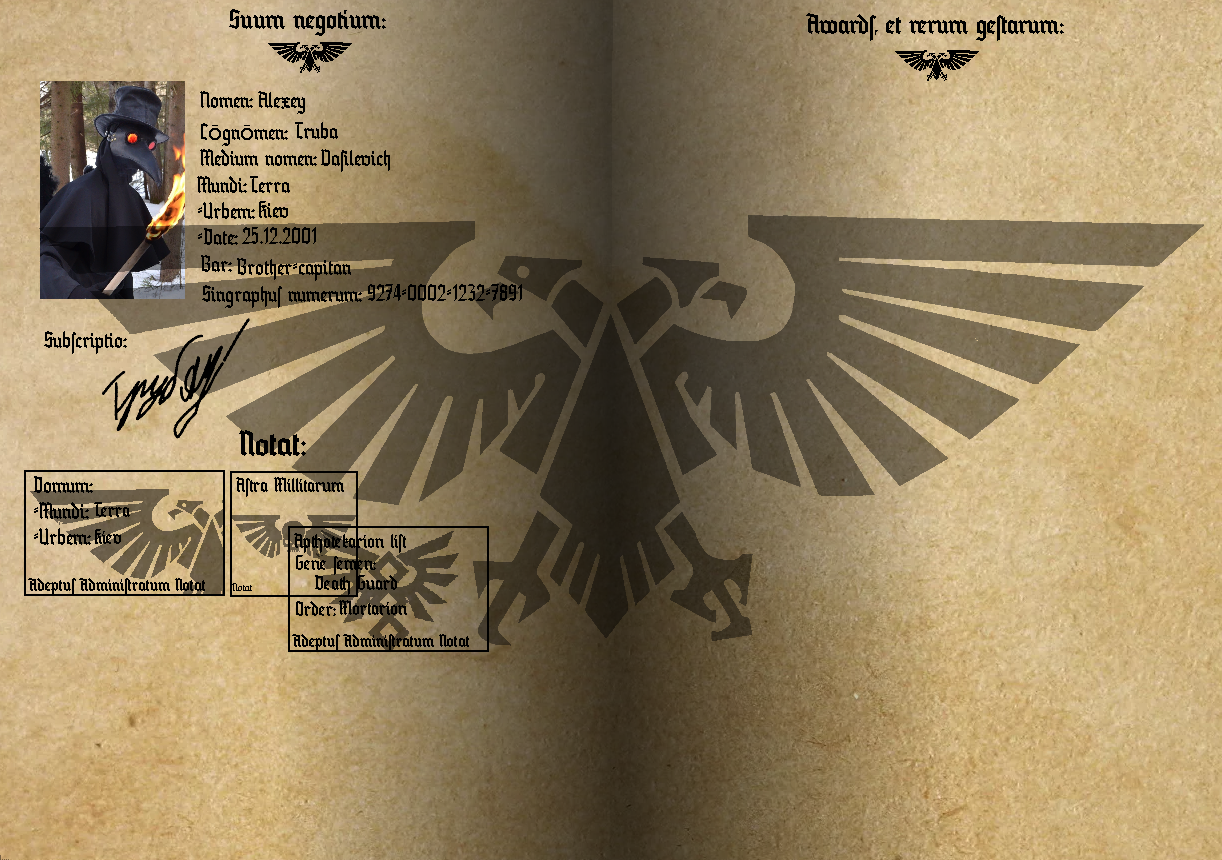 Suum negotium:
Nomen: Alexey
Cōgnōmen: Truba
Medium nomen: Vaſilevich
Mundi: Terra
-Urbem: Kiev
-Date: 25.12.2001
Bar: Brother-capitan
Singraphuſ numerum: 9274-0002-1232-7891
Subſcriptio:
Notat:
Domum:
-Mundi: Terra
-Urbem: Kiev
Adeptuſ Adminiſtratum Notat
Aſtra Millitarum
Notat
Apthotekarion liſt
Gene ſemen:
Death Guard
Order: Mortarion
Adeptuſ Adminiſtratum Notat
Awardſ, et rerum geſtarum: